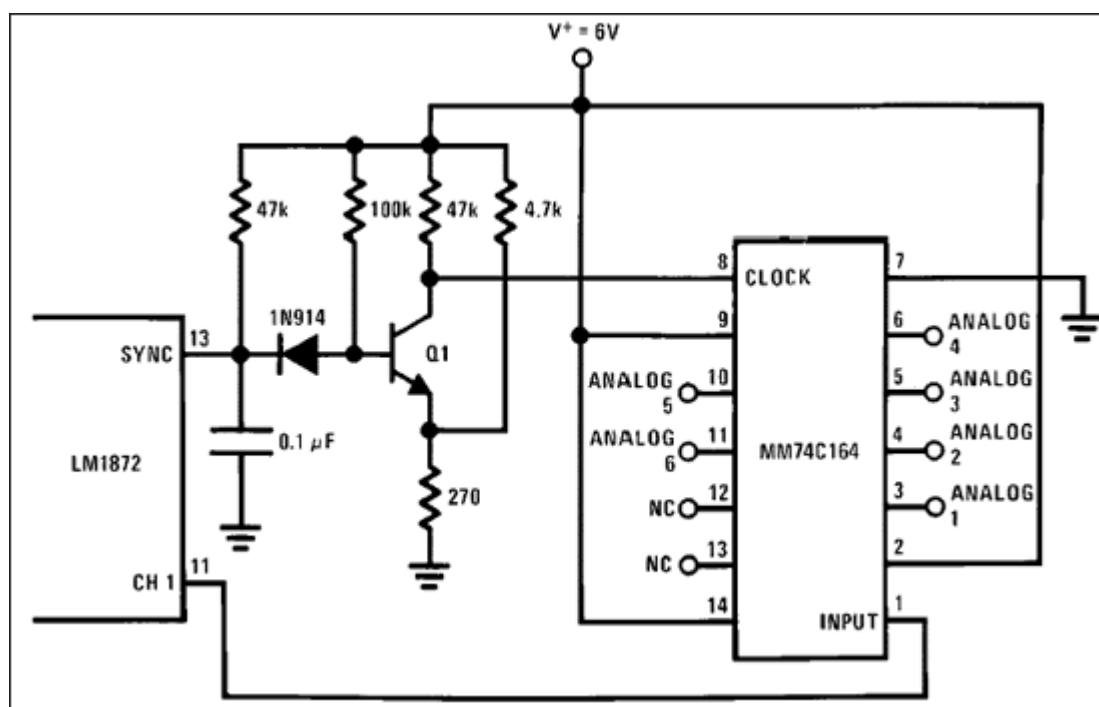 V+ = 6V
47k
100k
47k
4.7k
1N914
13
SYNC
Q1
0.1 µF
LM1872
270
11
CH 1
8
CLOCK
7
9
6
ANALOG
4
10
ANALOG
5
5
ANALOG
3
11
ANALOG
6
MM74C164
4
ANALOG
2
12
NC
3
ANALOG
1
13
NC
2
14
INPUT
1